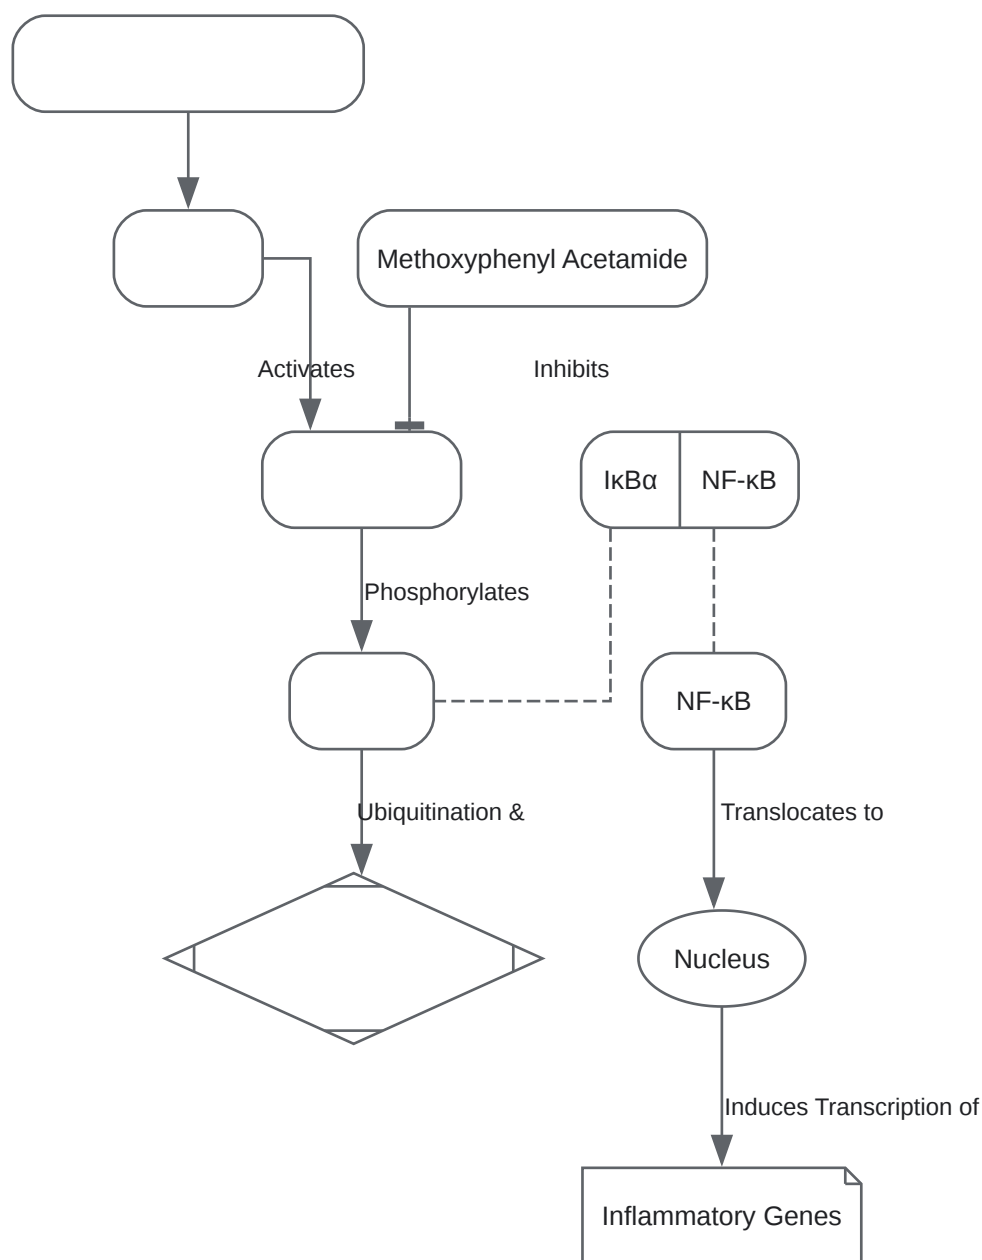 Methoxyphenyl Acetamide
Activates
Inhibits
IκBα
NF-κB
Phosphorylates
NF-κB
Ubiquitination &
Translocates to
Nucleus
Induces Transcription of
Inflammatory Genes